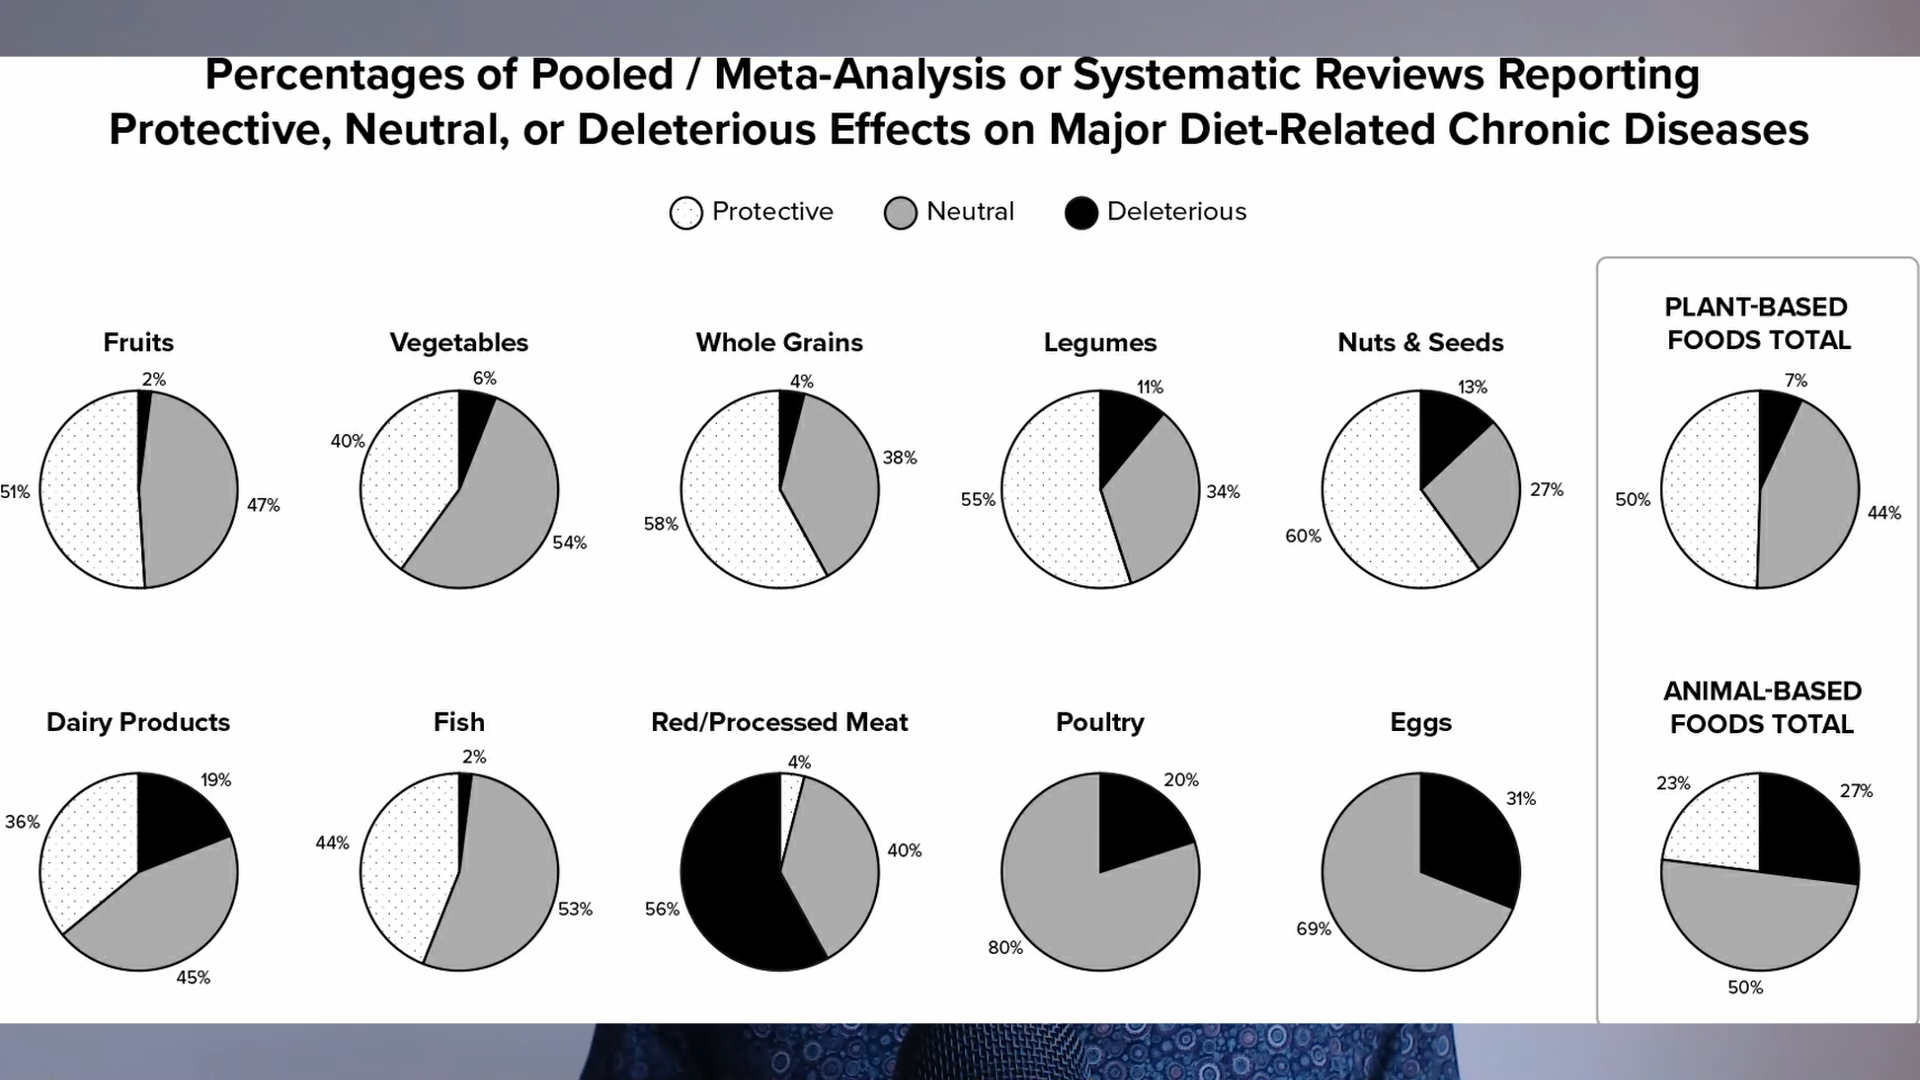 Percentages of Pooled / Meta-Analysis or Systematic Reviews Reporting
Protective, Neutral, or Deleterious Effects on Major Diet-Related Chronic Diseases
Protective
Neutral
Deleterious
Fruits
2%
51%
47%
Vegetables
6%
40%
54%
Whole Grains
4%
38%
58%
Legumes
11%
55%
34%
Nuts & Seeds
13%
27%
60%
PLANT-BASED
FOODS TOTAL
7%
50%
44%
Dairy Products
19%
36%
45%
Fish
2%
44%
53%
Red/Processed Meat
4%
40%
56%
Poultry
20%
80%
Eggs
31%
69%
ANIMAL-BASED
FOODS TOTAL
23%
27%
50%